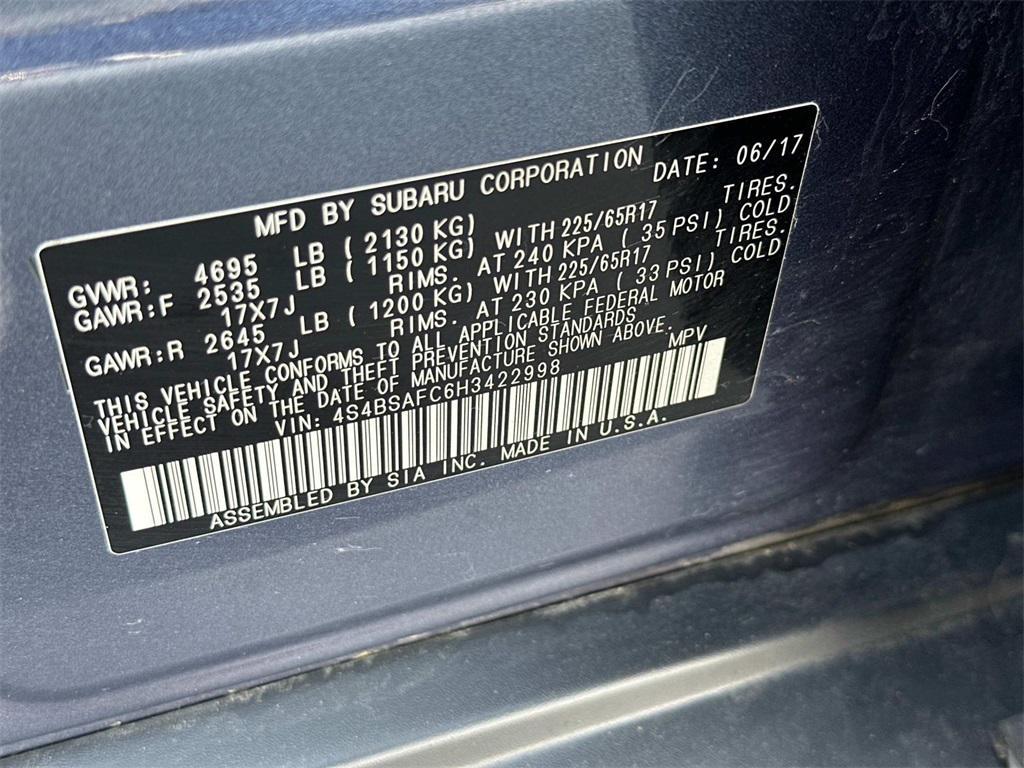 MFD BY SUBARU CORPORATION DATE: 06/17
GVWR: 4695 LB ( 2130 KG)
GAWR:F 2535 LB ( 1150 KG) WITH 225/65R17 TIRES.
17X7J RIMS. AT 240 KPA ( 35 PSI) COLD
GAWR:R 2645 LB ( 1200 KG) WITH 225/65R17 TIRES.
17X7J RIMS. AT 230 KPA ( 33 PSI) COLD
THIS VEHICLE CONFORMS TO ALL APPLICABLE FEDERAL MOTOR
VEHICLE SAFETY AND THEFT PREVENTION STANDARDS
IN EFFECT ON THE DATE OF MANUFACTURE SHOWN ABOVE.
VIN: 4S4BSAFC6H3422998 MPV
ASSEMBLED BY SIA INC. MADE IN U.S.A.